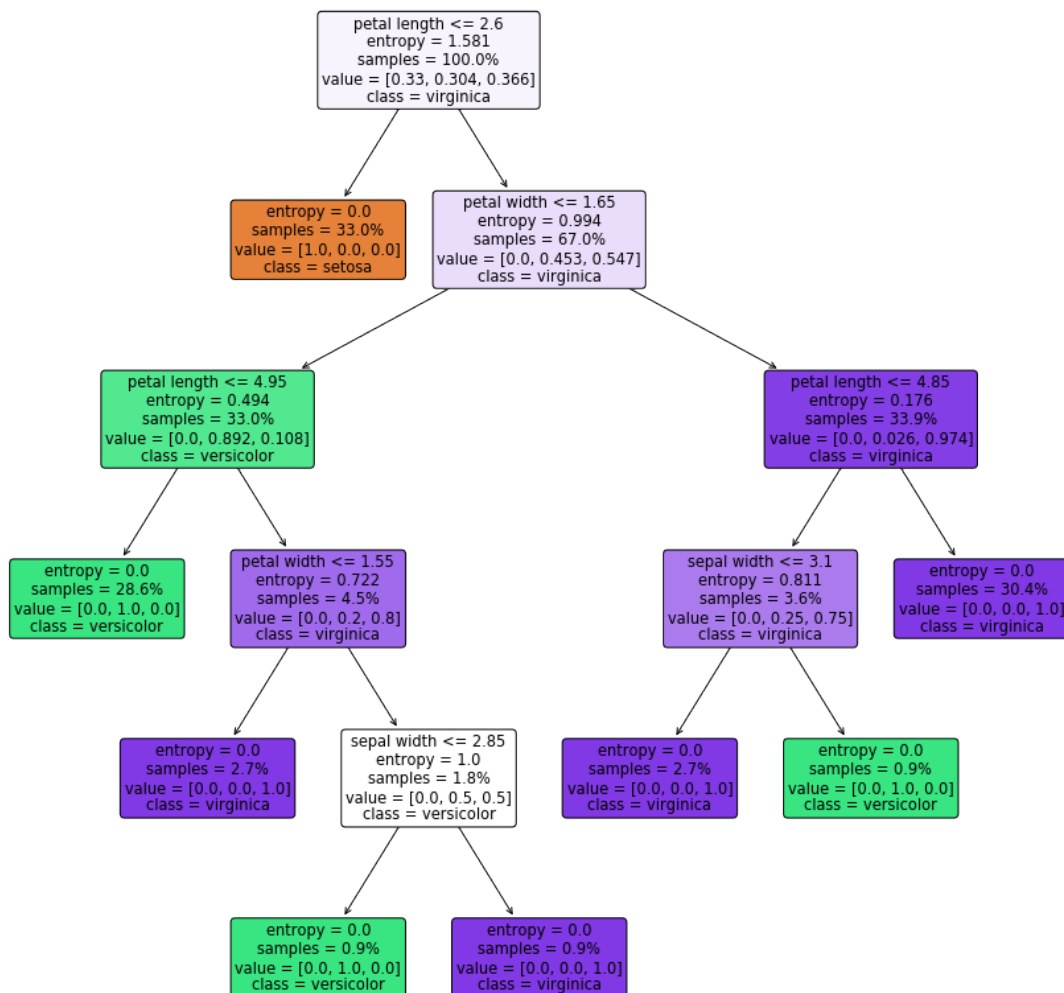 petal length <= 2.6
entropy = 1.581
samples = 100.0%
value = [0.33, 0.304, 0.366]
class = virginica
entropy = 0.0
samples = 33.0%
value = [1.0, 0.0, 0.0]
class = setosa
petal width <= 1.65
entropy = 0.994
samples = 67.0%
value = [0.0, 0.453, 0.547]
class = virginica
petal length <= 4.95
entropy = 0.494
samples = 33.0%
value = [0.0, 0.892, 0.108]
class = versicolor
petal length <= 4.85
entropy = 0.176
samples = 33.9%
value = [0.0, 0.026, 0.974]
class = virginica
entropy = 0.0
samples = 28.6%
value = [0.0, 1.0, 0.0]
class = versicolor
petal width <= 1.55
entropy = 0.722
samples = 4.5%
value = [0.0, 0.2, 0.8]
class = virginica
sepal width <= 3.1
entropy = 0.811
samples = 3.6%
value = [0.0, 0.25, 0.75]
class = virginica
entropy = 0.0
samples = 30.4%
value = [0.0, 0.0, 1.0]
class = virginica
entropy = 0.0
samples = 2.7%
value = [0.0, 0.0, 1.0]
class = virginica
sepal width <= 2.85
entropy = 1.0
samples = 1.8%
value = [0.0, 0.5, 0.5]
class = versicolor
entropy = 0.0
samples = 2.7%
value = [0.0, 0.0, 1.0]
class = virginica
entropy = 0.0
samples = 0.9%
value = [0.0, 1.0, 0.0]
class = versicolor
entropy = 0.0
samples = 0.9%
value = [0.0, 1.0, 0.0]
class = versicolor
entropy = 0.0
samples = 0.9%
value = [0.0, 0.0, 1.0]
class = virginica